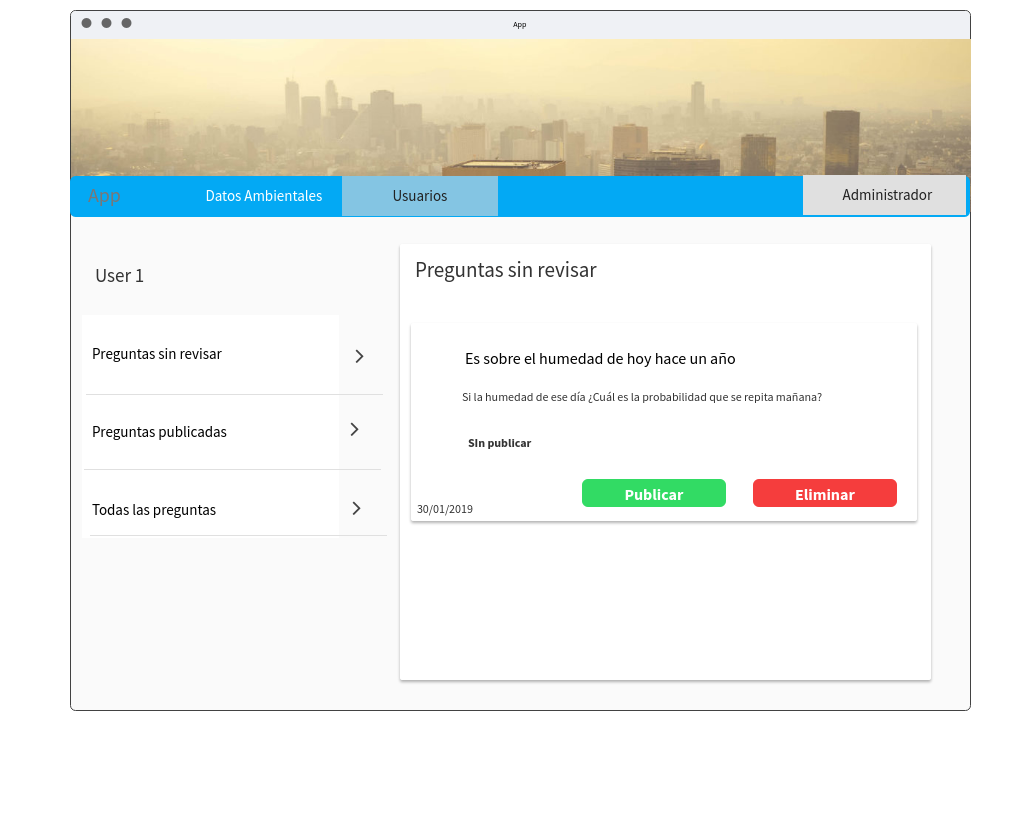 App
App
Datos Ambientales
Usuarios
Administrador
User 1
Preguntas sin revisar
Preguntas publicadas
Todas las preguntas
Preguntas sin revisar
Es sobre el humedad de hoy hace un año
Si la humedad de ese día ¿Cuál es la probabilidad que se repita mañana?
SIn publicar
Publicar
Eliminar
30/01/2019